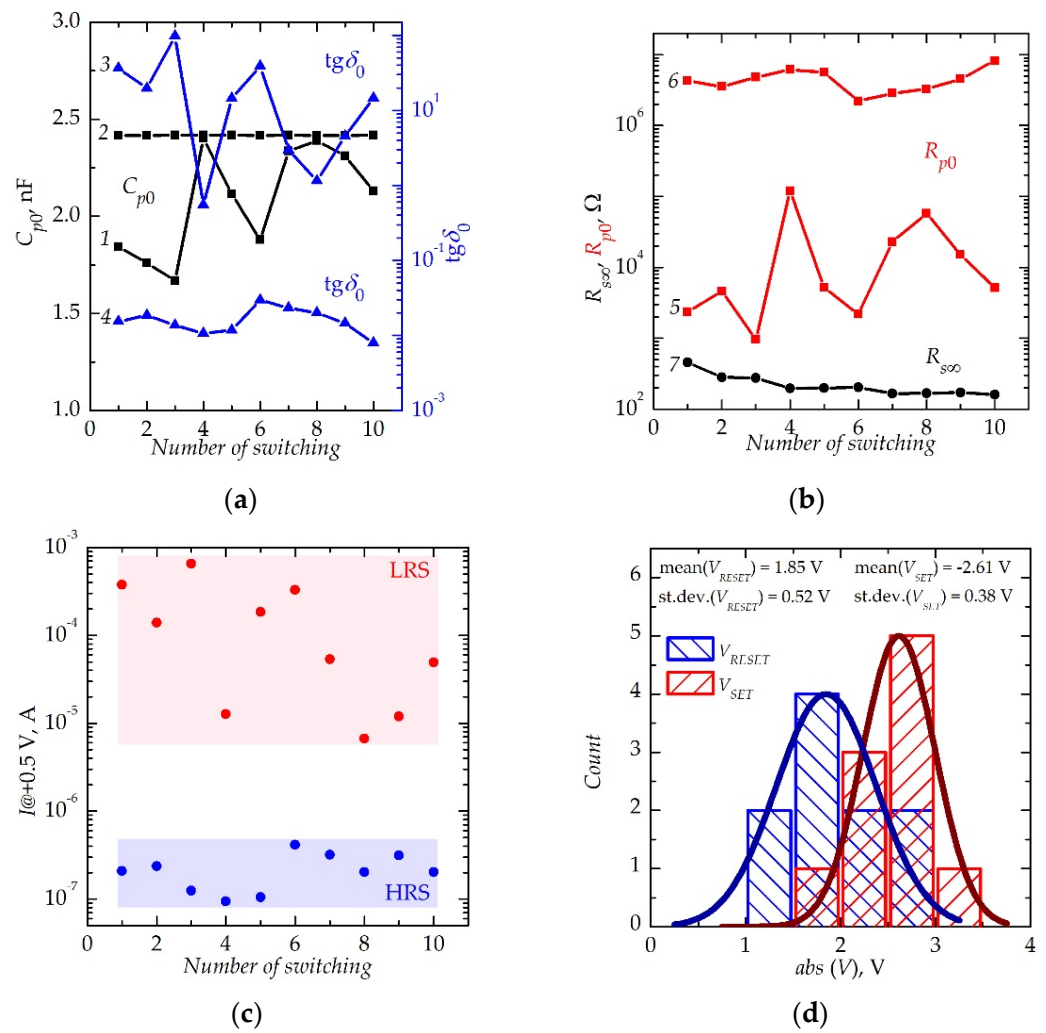 3.0
2.5
2.0
1.5
1.0
C_p0, nF
3
2
C_p0
1
4
tgδ_0
tgδ_0
10^1
10^-1
10^-3
tgδ_0
0 2 4 6 8 10
Number of switching
(a)
10^6
10^4
10^2
R_s∞, R_p0, Ω
6
R_p0
5
R_s∞
7
0 2 4 6 8 10
Number of switching
(b)
10^-3
10^-4
10^-5
10^-6
10^-7
I@+0.5 V, A
LRS
HRS
0 2 4 6 8 10
Number of switching
(c)
mean(V_RESET) = 1.85 V mean(V_SET) = -2.61 V
st.dev.(V_RESET) = 0.52 V st.dev.(V_SET) = 0.38 V
V_RESET
V_SET
6
5
4
3
2
1
0
Count
0 1 2 3 4
abs (V), V
(d)